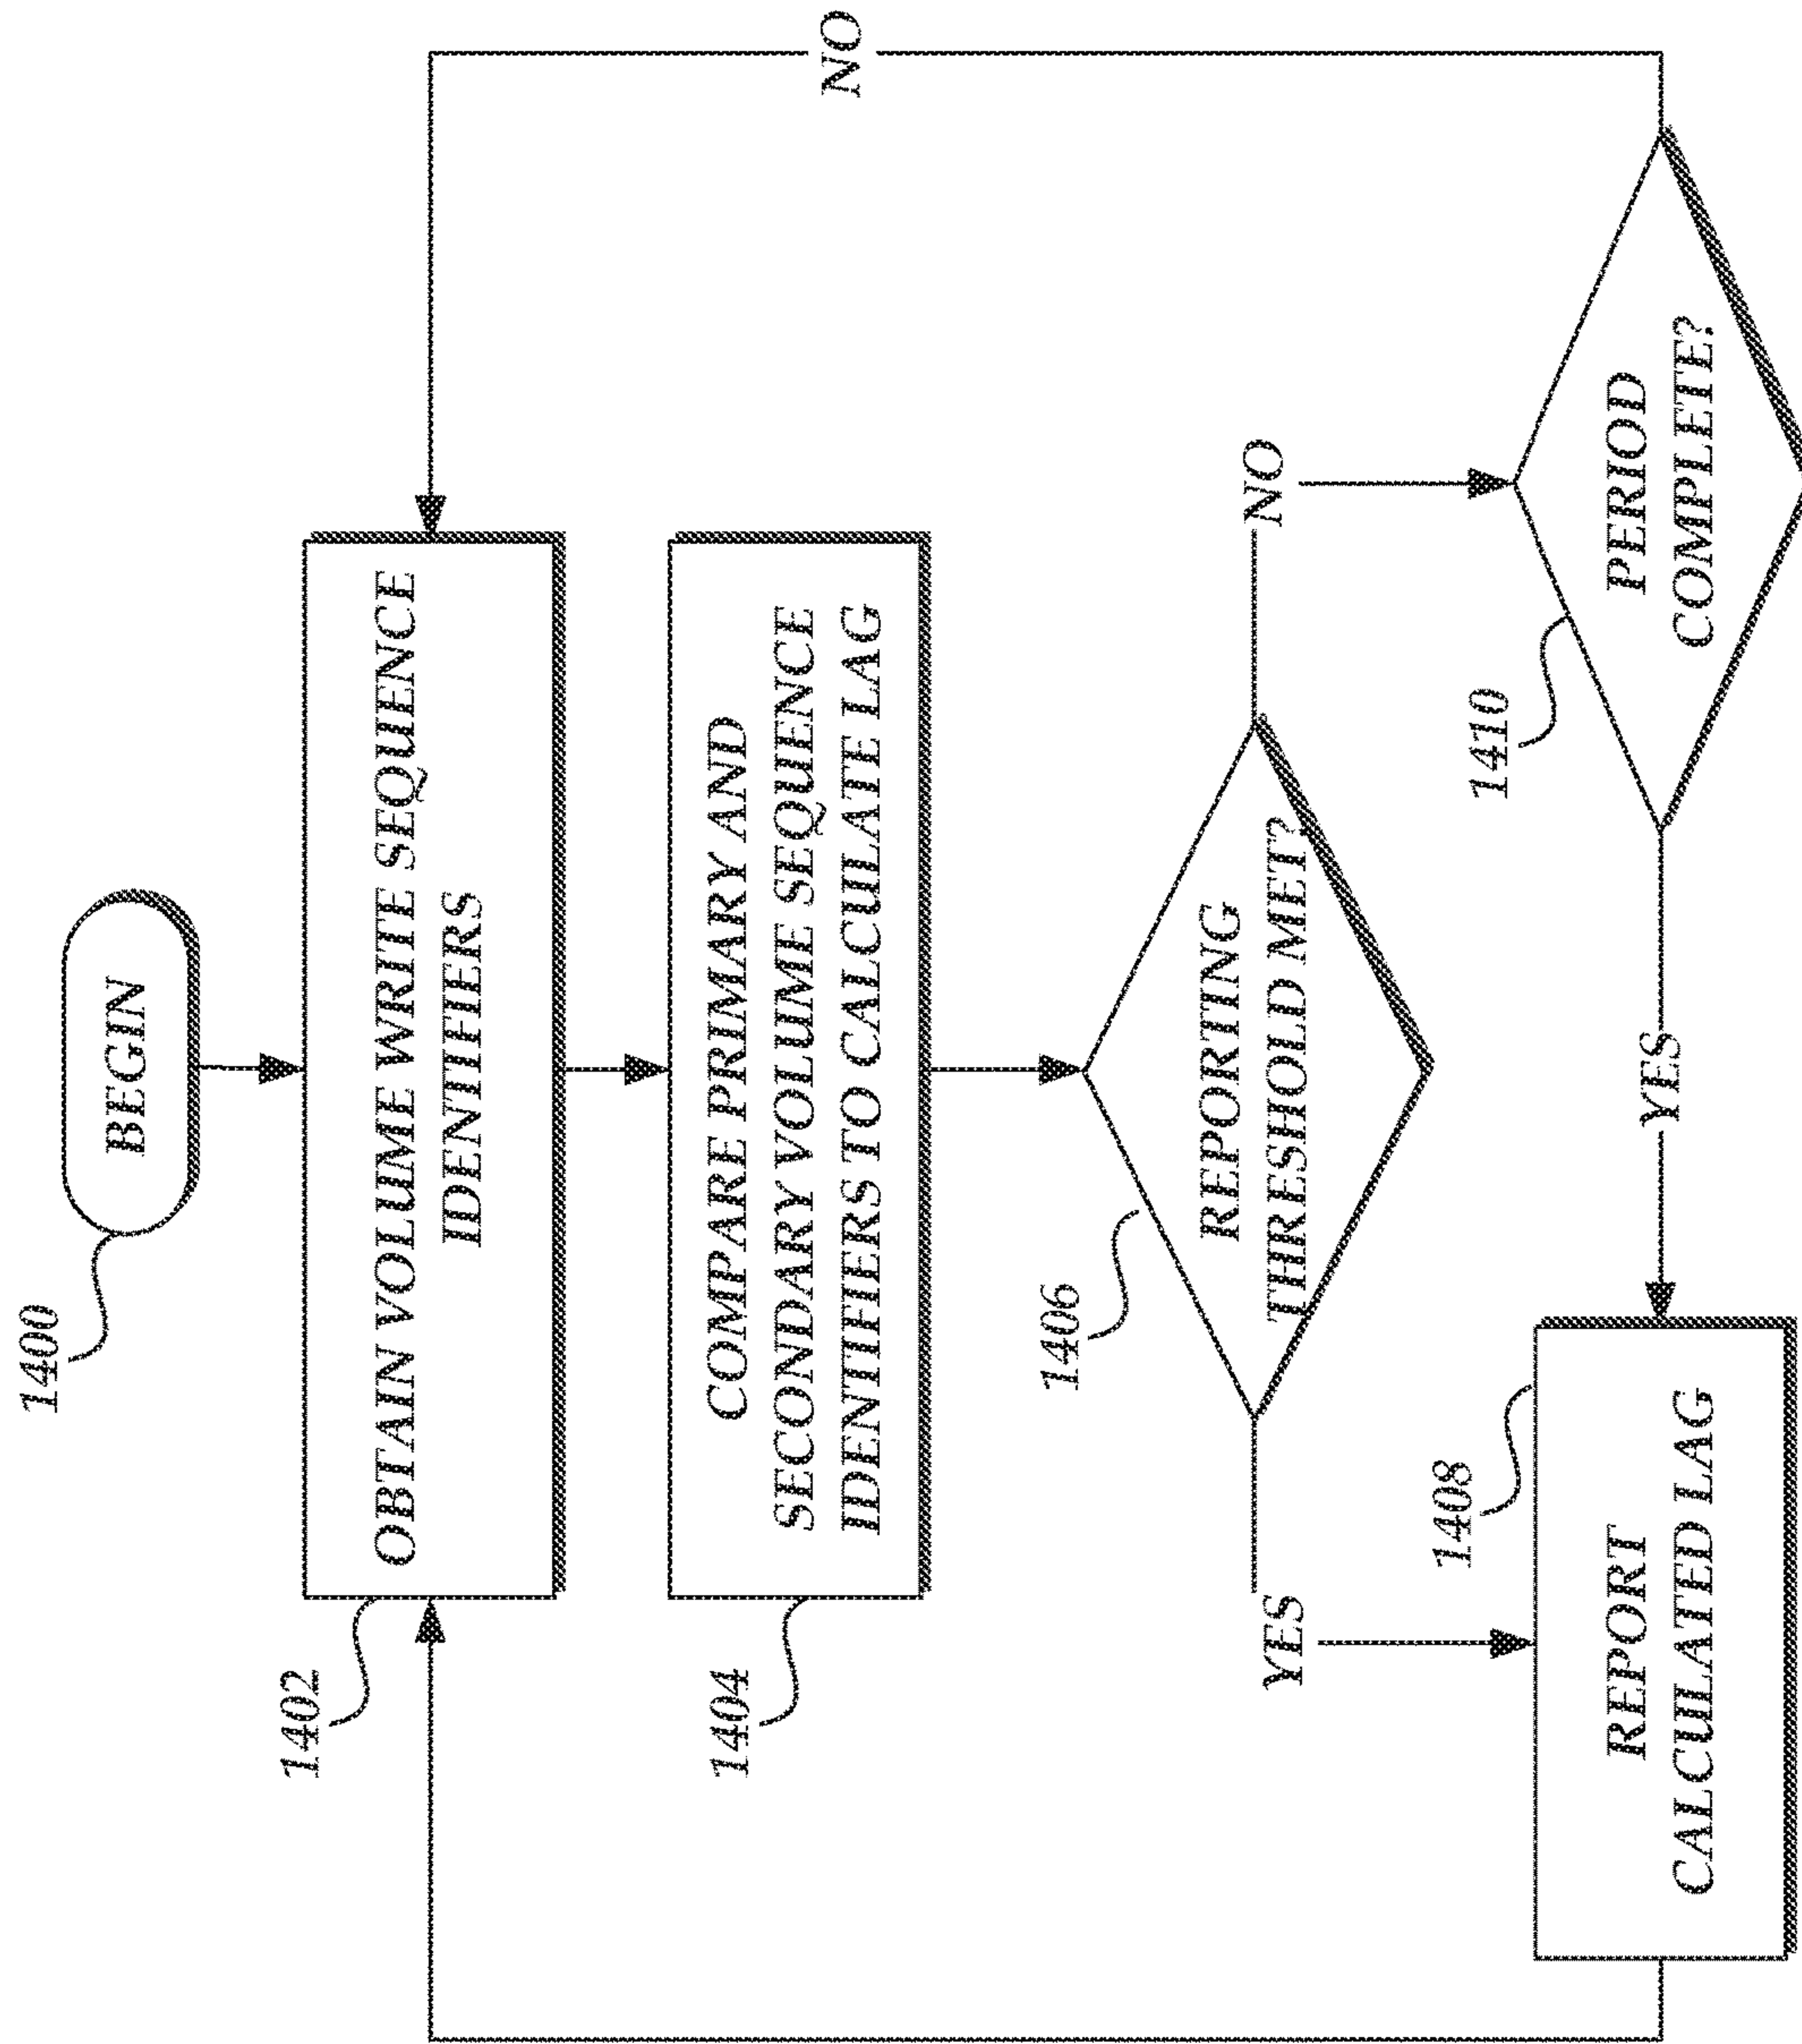 1400
BEGIN
1402
OBTAIN VOLUME WRITE SEQUENCE
IDENTIFIERS
1404
COMPARE PRIMARY AND
SECONDARY VOLUME SEQUENCE
IDENTIFIERS TO CALCULATE LAG
1406
REPORTING
THRESHOLD MET?
YES
NO
1408
REPORT
CALCULATED LAG
YES
1410
PERIOD
COMPLETE?
NO